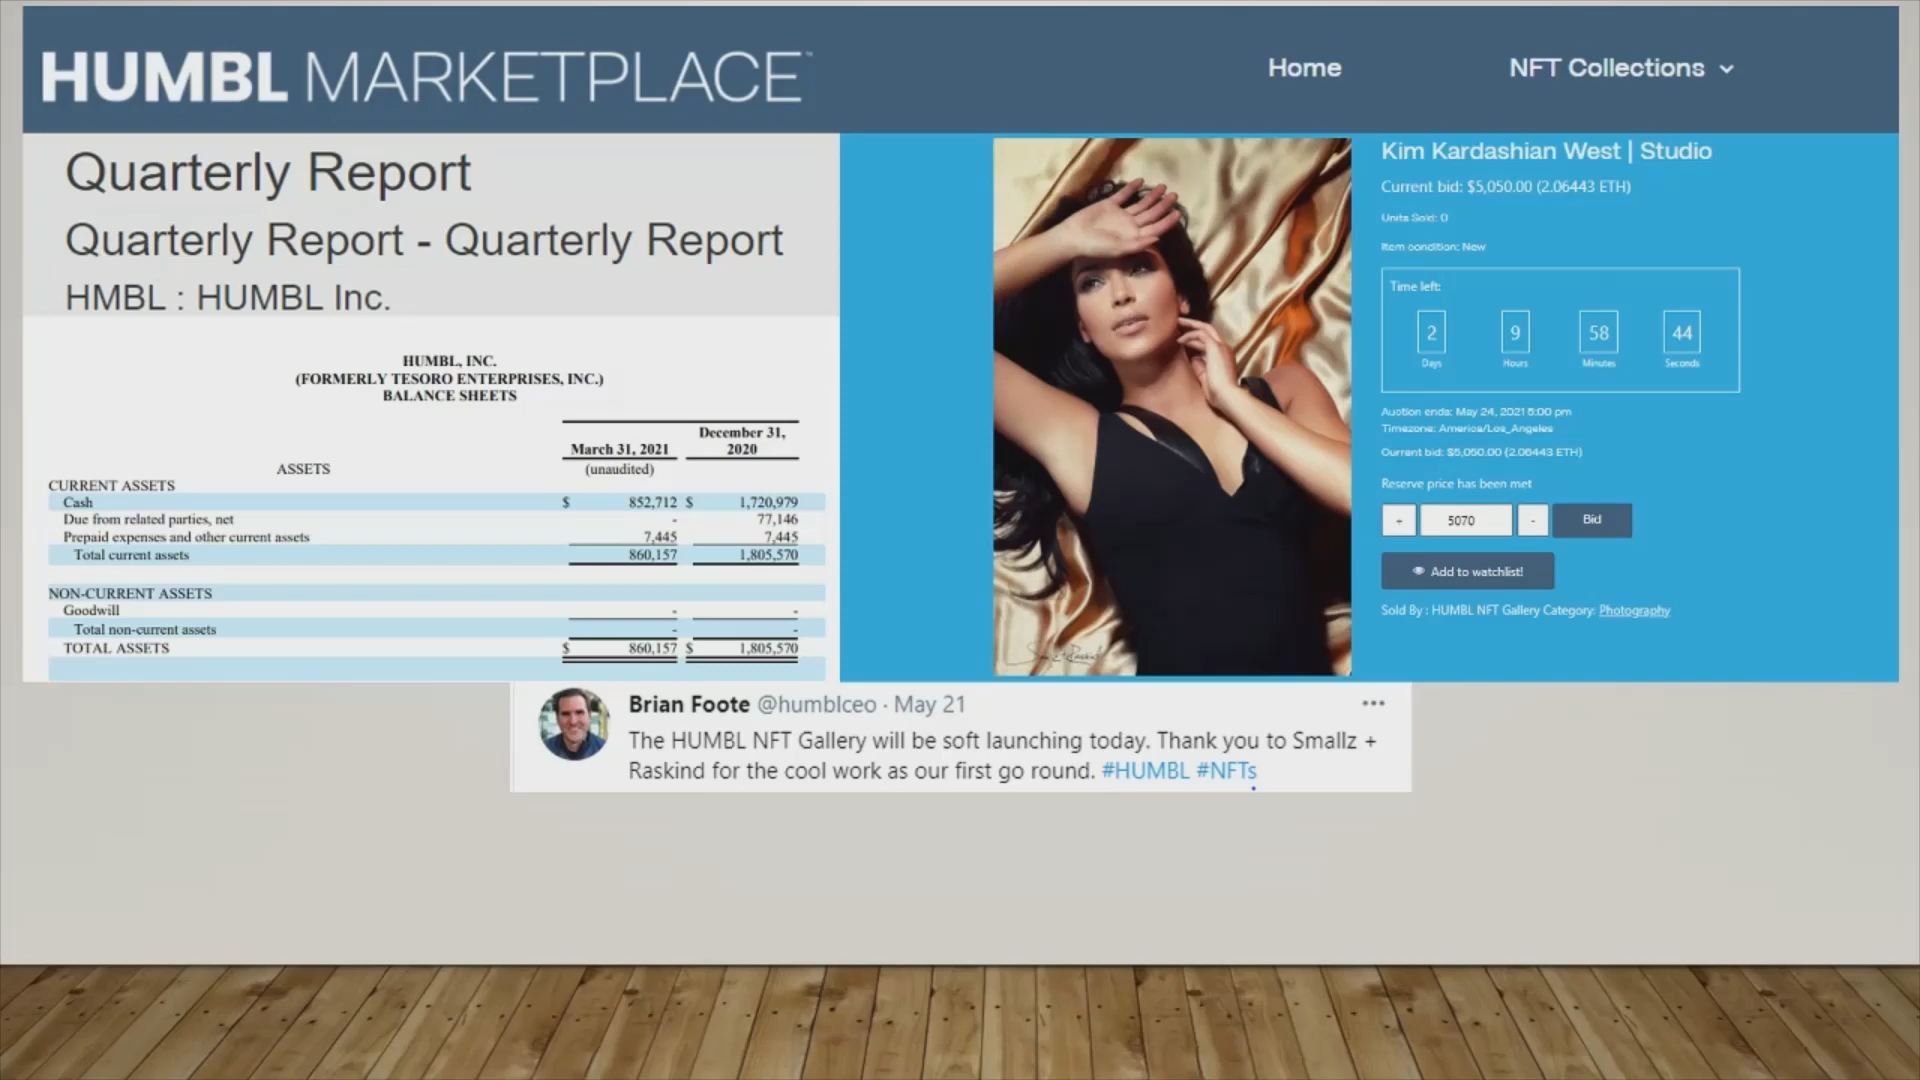 HUMBL MARKETPLACE™
Home
NFT Collections
Quarterly Report
Quarterly Report - Quarterly Report
HMBL : HUMBL Inc.
HUMBL, INC.
(FORMERLY TESORO ENTERPRISES, INC.)
BALANCE SHEETS
March 31, 2021 December 31, 2020
ASSETS (unaudited)
CURRENT ASSETS
Cash $ 852,712 $ 1,720,979
Due from related parties, net - 77,146
Prepaid expenses and other current assets 7,445 7,445
Total current assets 860,157 1,805,570
NON-CURRENT ASSETS
Goodwill - -
Total non-current assets - -
TOTAL ASSETS $ 860,157 $ 1,805,570
Kim Kardashian West | Studio
Current bid: $5,050.00 (2.06443 ETH)
Units Sold: 0
Item condition: New
Time left:
2 9 58 44
Days Hours Minutes Seconds
Auction ends: May 24, 2021 5:00 pm
Timezone: America/Los_Angeles
Current bid: $5,050.00 (2.06443 ETH)
Reserve price has been met
+ 5070 - Bid
Add to watchlist!
Sold By : HUMBL NFT Gallery Category: Photography
Brian Foote @humblceo · May 21
The HUMBL NFT Gallery will be soft launching today. Thank you to Smallz +
Raskind for the cool work as our first go round. #HUMBL #NFTs